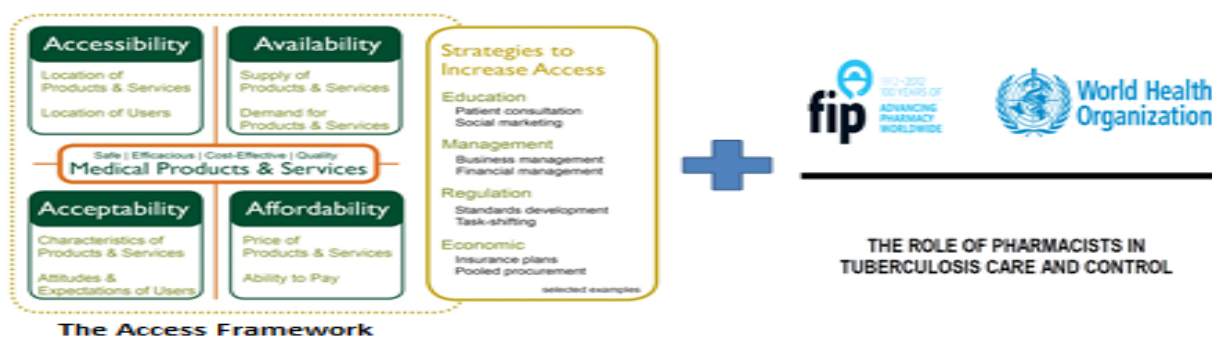 Accessibility
Location of
Products & Services
Location of Users
Availability
Supply of
Products & Services
Demand for
Products & Services
Safe | Efficacious | Cost-Effective | Quality
Medical Products & Services
Acceptability
Characteristics of
Products & Services
Attitudes &
Expectations of Users
Affordability
Price of
Products & Services
Ability to Pay
The Access Framework
Strategies to
Increase Access
Education
Patient consultation
Social marketing
Management
Business management
Financial management
Regulation
Standards development
Task-shifting
Economic
Insurance plans
Pooled procurement
selected examples
fip
1912-2012
100 YEARS OF
ADVANCING
PHARMACY
WORLDWIDE
World Health
Organization
THE ROLE OF PHARMACISTS IN
TUBERCULOSIS CARE AND CONTROL